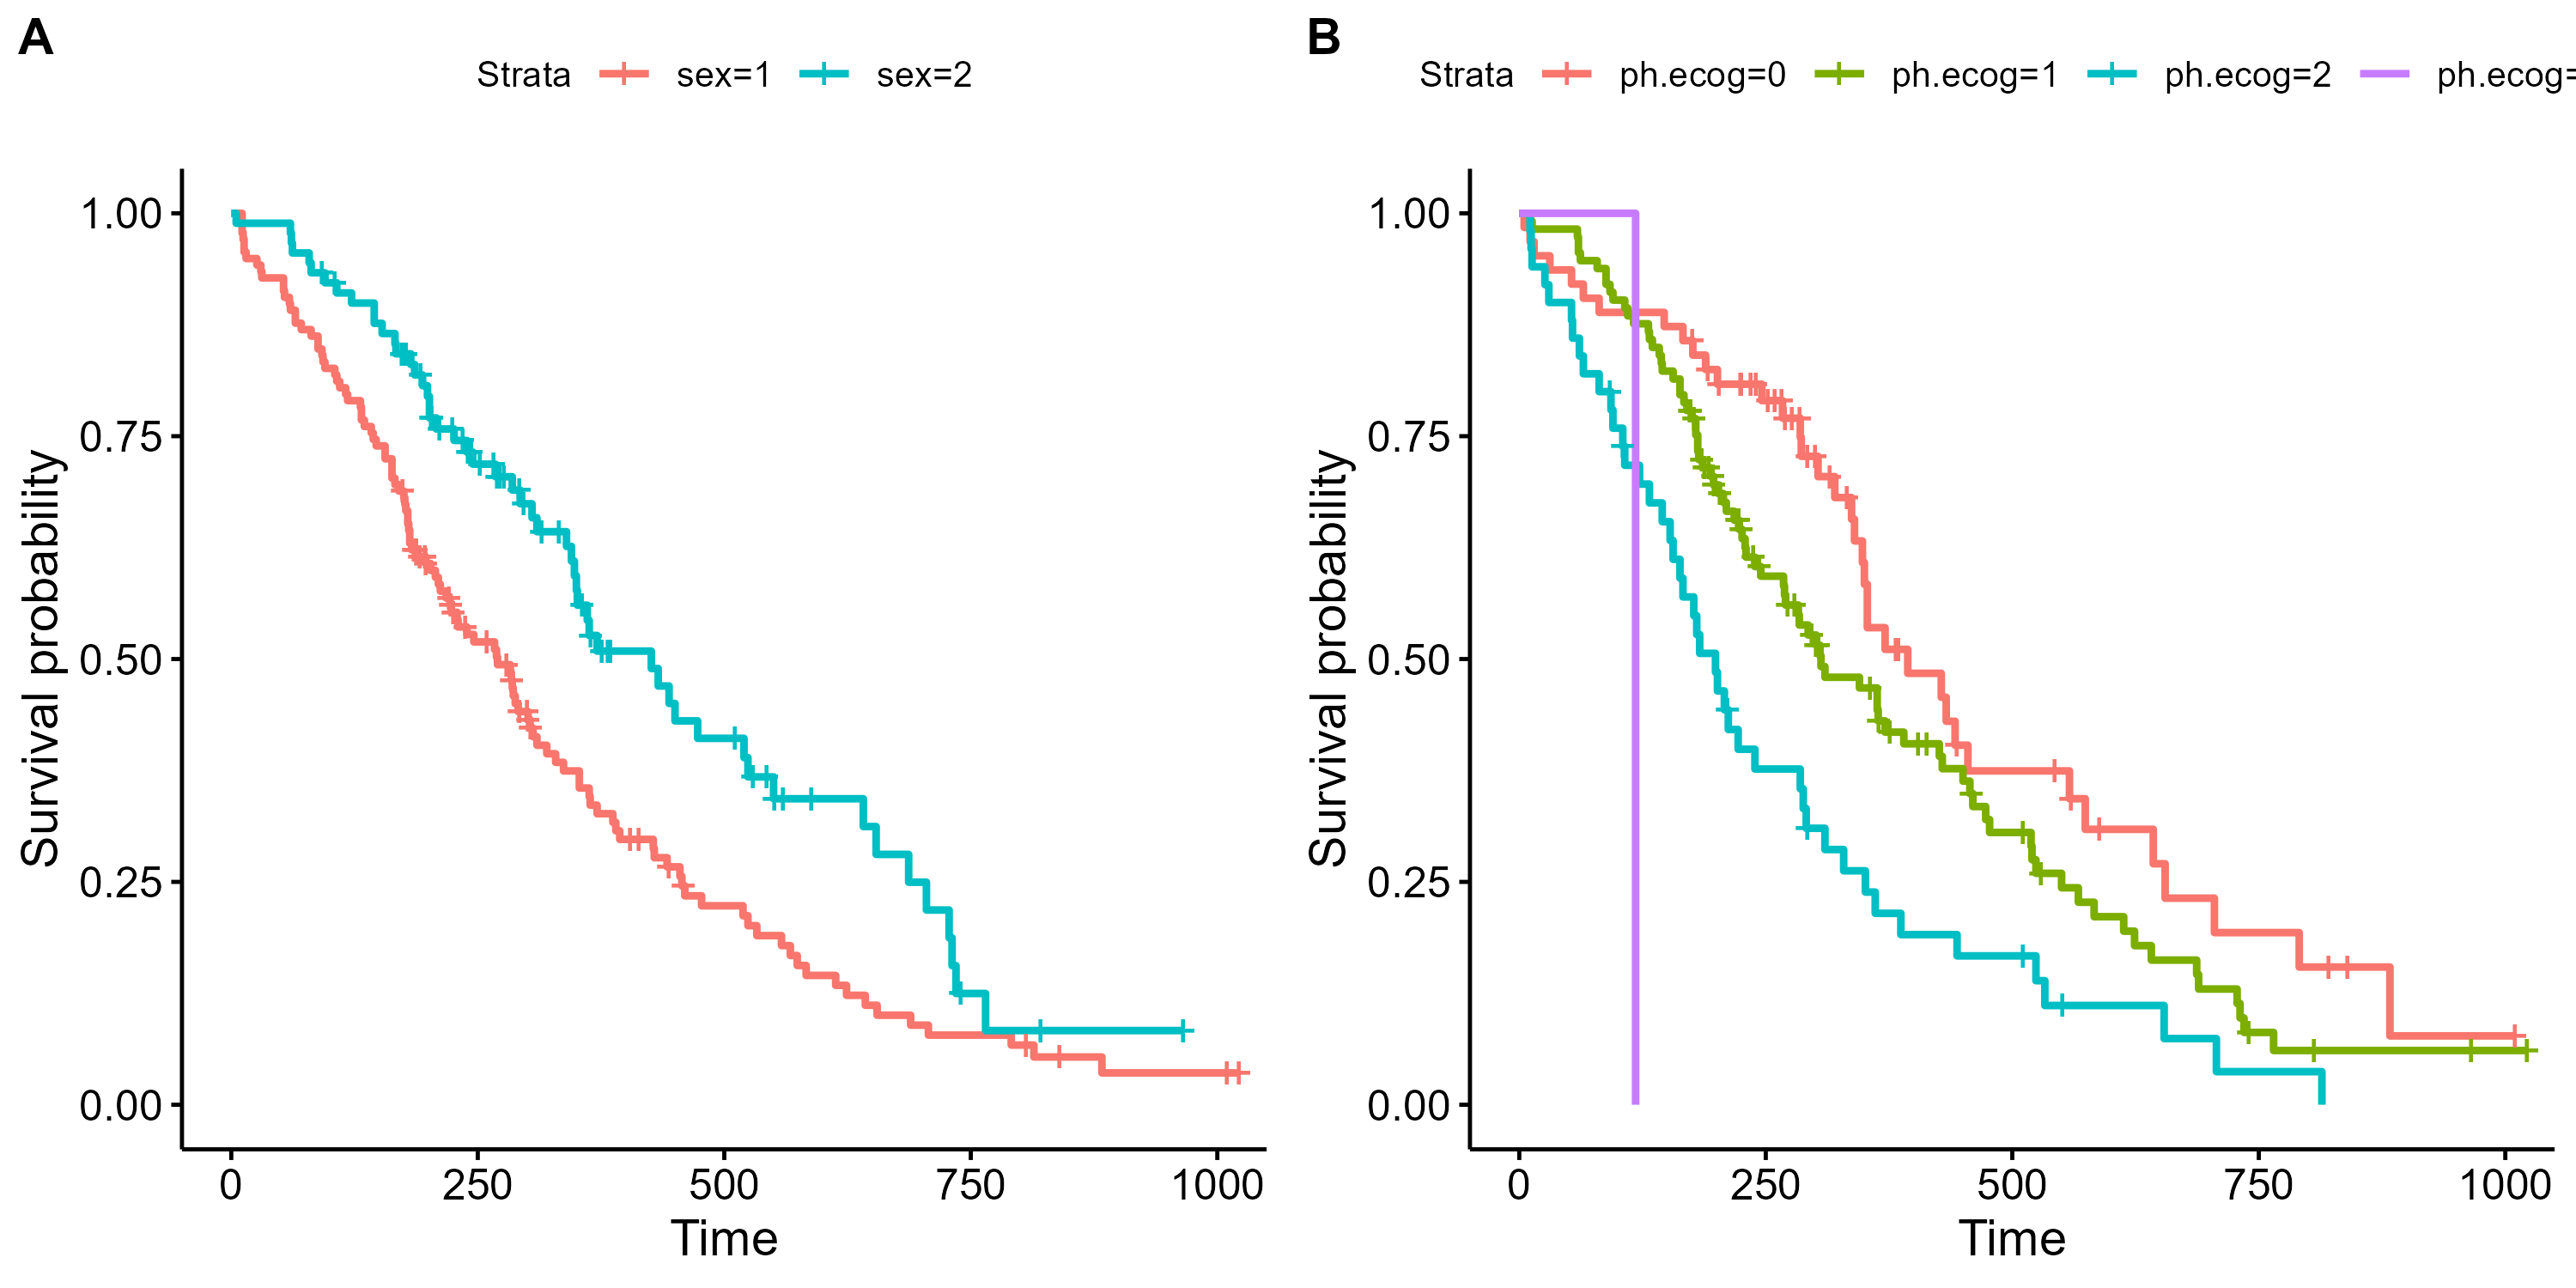 A
Strata sex=1 sex=2
Survival probability
1.00
0.75
0.50
0.25
0.00
0 250 500 750 1000
Time
B
Strata ph.ecog=0 ph.ecog=1 ph.ecog=2 ph.ecog=
Survival probability
1.00
0.75
0.50
0.25
0.00
0 250 500 750 1000
Time